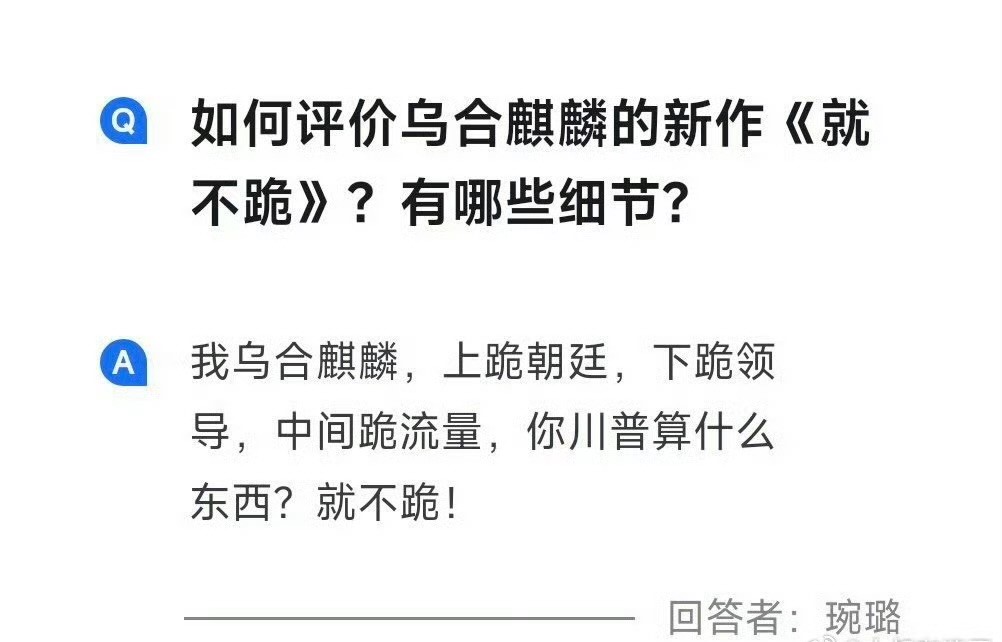 Q 如何评价乌合麒麟的新作《就
不跪》？有哪些细节？
A 我乌合麒麟，上跪朝廷，下跪领
导，中间跪流量，你川普算什么
东西？就不跪！
回答者：琬璐